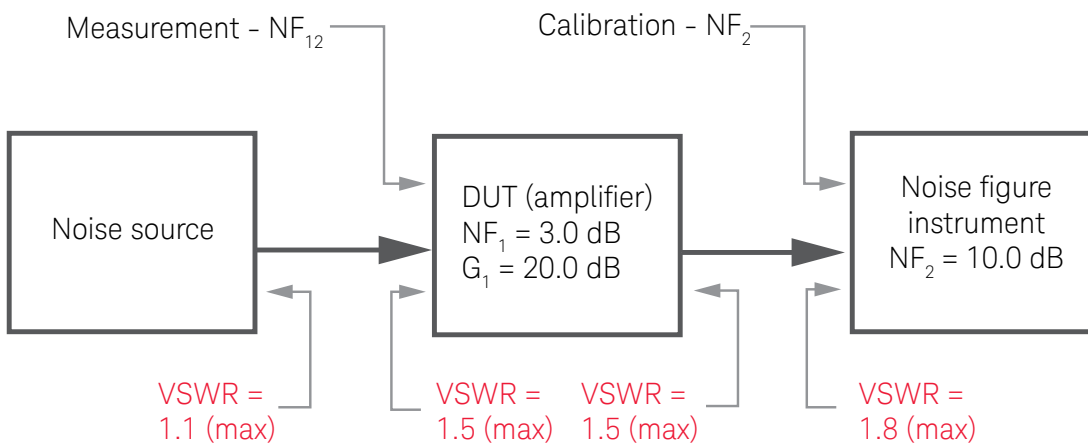 Measurement - NF₁₂
Calibration - NF₂
Noise source
DUT (amplifier)
NF₁ = 3.0 dB
G₁ = 20.0 dB
Noise figure
instrument
NF₂ = 10.0 dB
VSWR =
1.1 (max)
VSWR =
1.5 (max)
VSWR =
1.5 (max)
VSWR =
1.8 (max)